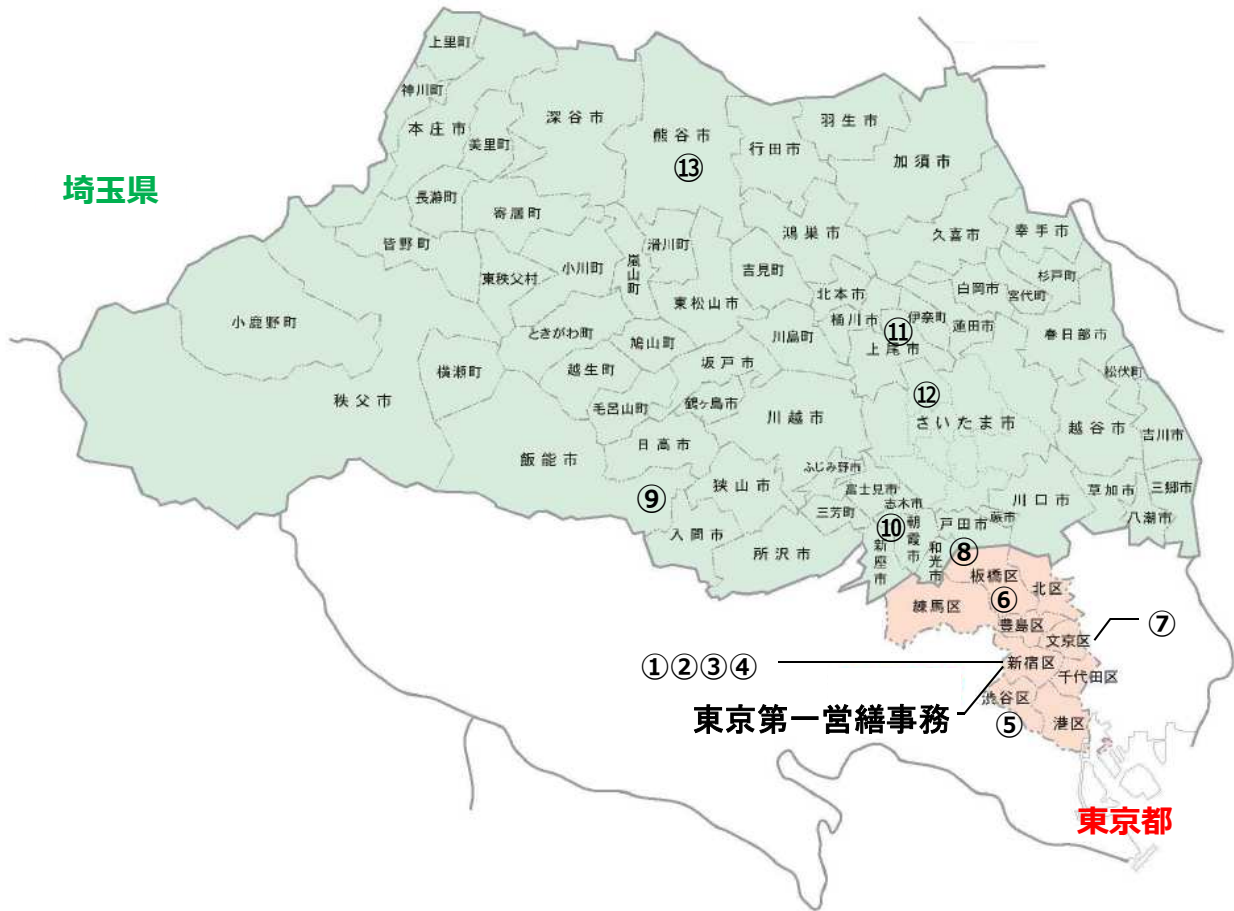 上里町
神川町
本庄市
美里町
深谷市
熊谷市
⑬
行田市
羽生市
加須市
埼玉県
長瀞町
寄居町
皆野町
東秩父村
小川町
嵐山町
滑川町
吉見町
鴻巣市
久喜市
幸手市
杉戸町
白岡市
宮代町
北本市
東松山市
桶川市
伊奈町
⑪
上尾市
蓮田市
春日部市
小鹿野町
ときがわ町
鳩山町
川島町
坂戸市
松伏町
横瀬町
越生町
秩父市
毛呂山町
鶴ヶ島市
川越市
⑫
さいたま市
越谷市
吉川市
日高市
飯能市
ふじみ野市
狭山市
富士見市
志木市
三芳町
⑨
入間市
所沢市
⑩
新座市
朝霞市
和光市
戸田市
蕨市
川口市
草加市
三郷市
八潮市
⑧
板橋区
北区
練馬区
⑥
豊島区
文京区
⑦
①②③④
新宿区
千代田区
東京第一営繕事務
渋谷区
⑤
港区
東京都